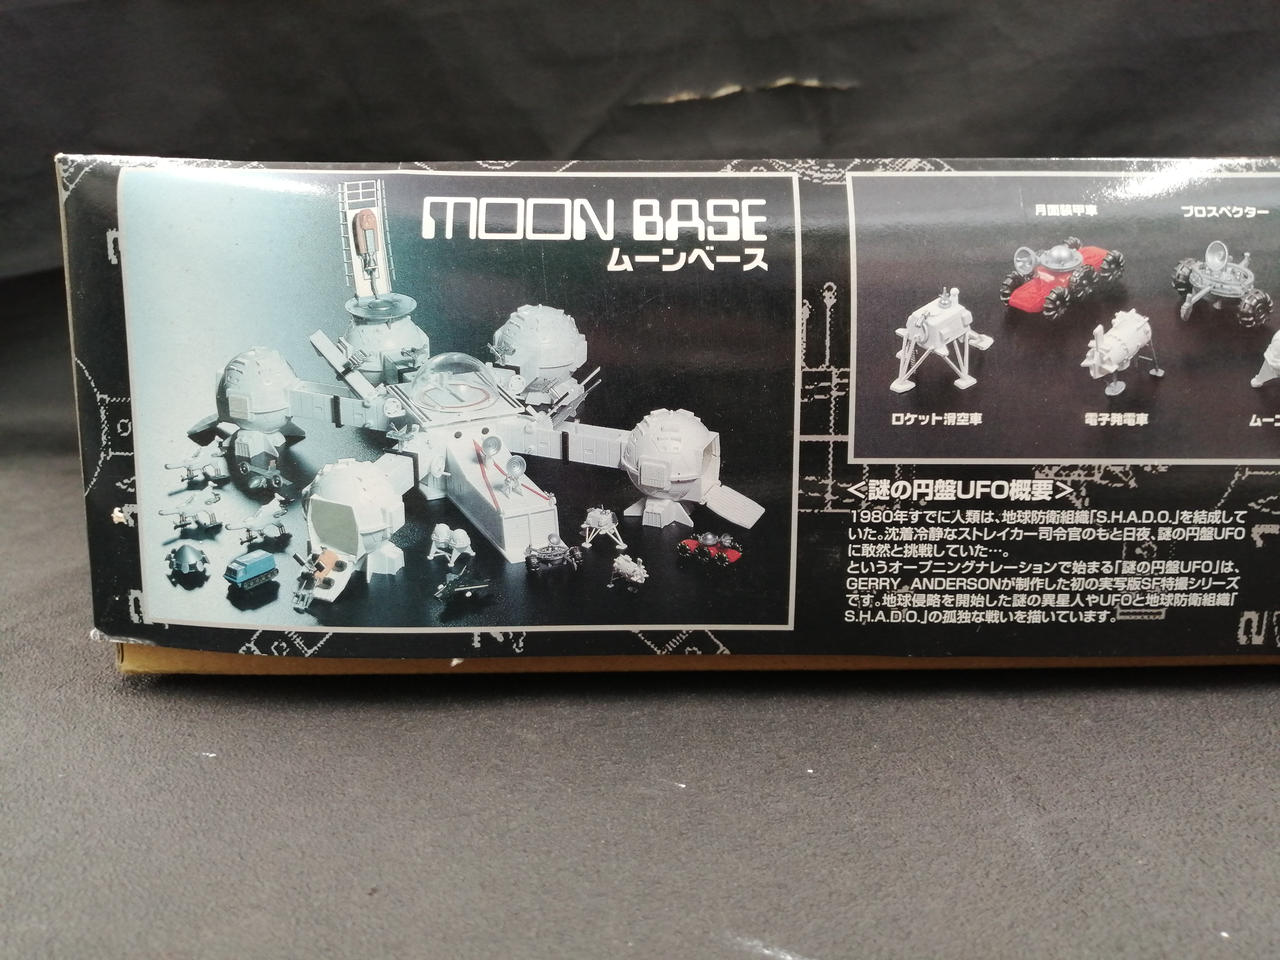 MOON BASE
ムーンベース
月面装甲車
プロスペクター
ロケット滑空車
電子発電車
ムーン
＜謎の円盤UFO概要＞
1980年すでに人類は、地球防衛組織「S.H.A.D.O.」を結成して
いた。沈着冷静なストレイカー司令官のもと日夜、謎の円盤UFO
に敢然と挑戦していた…。
というオープニングナレーションで始まる「謎の円盤UFO」は、
GERRY ANDERSONが制作した初の実写版SF特撮シリーズ
です。地球侵略を開始した謎の異星人やUFOと地球防衛組織「
S.H.A.D.O.」の孤独な戦いを描いています。